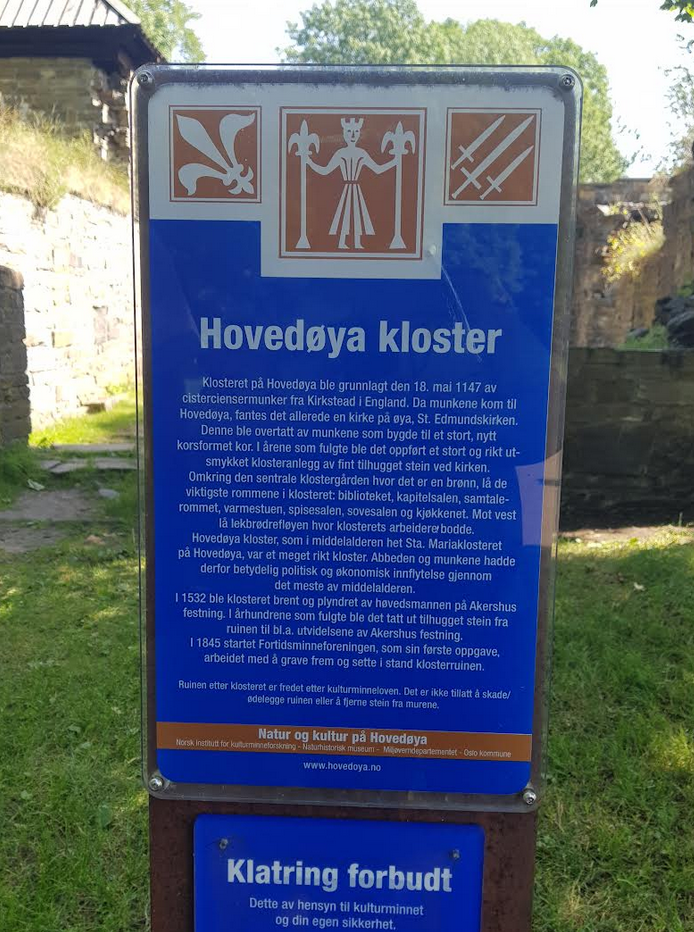 Hovedøya kloster
Klosteret på Hovedøya ble grunnlagt den 18. mai 1147 av
cisterciensermunker fra Kirkstead i England. Da munkene kom til
Hovedøya, fantes det allerede en kirke på øya, St. Edmundskirken.
Denne ble overtatt av munkene som bygde til et stort, nytt
korsformet kor. I årene som fulgte ble det oppført et stort og rikt ut-
smykket klosteranlegg av fint tilhugget stein ved kirken.
Omkring den sentrale klostergården hvor det er en brønn, lå de
viktigste rommene i klosteret: biblioteket, kapitelsalen, samtale-
rommet, varmestuen, spisesalen, sovesalen og kjøkkenet. Mot vest
lå lekbrødrefløyen hvor klosterets arbeidere bodde.
Hovedøya kloster, som i middelalderen het Sta. Mariaklosteret
på Hovedøya, var et meget rikt kloster. Abbeden og munkene hadde
derfor betydelig politisk og økonomisk innflytelse gjennom
det meste av middelalderen.
I 1532 ble klosteret brent og plyndret av høvedsmannen på Akershus
festning. I århundrene som fulgte ble det tatt ut tilhugget stein fra
ruinen til bl.a. utvidelsene av Akershus festning.
I 1845 startet Fortidsminneforeningen, som sin første oppgave,
arbeidet med å grave frem og sette i stand klosterruinen.
Ruinen etter klosteret er fredet etter kulturminneloven. Det er ikke tillatt å skade/
ødelegge ruinen eller å fjerne stein fra murene.
Natur og kultur på Hovedøya
Norsk institutt for kulturminneforskning - Naturhistorisk museum - Miljøverndepartementet - Oslo kommune
www.hovedoya.no
Klatring forbudt
Dette av hensyn til kulturminnet
og din egen sikkerhet.